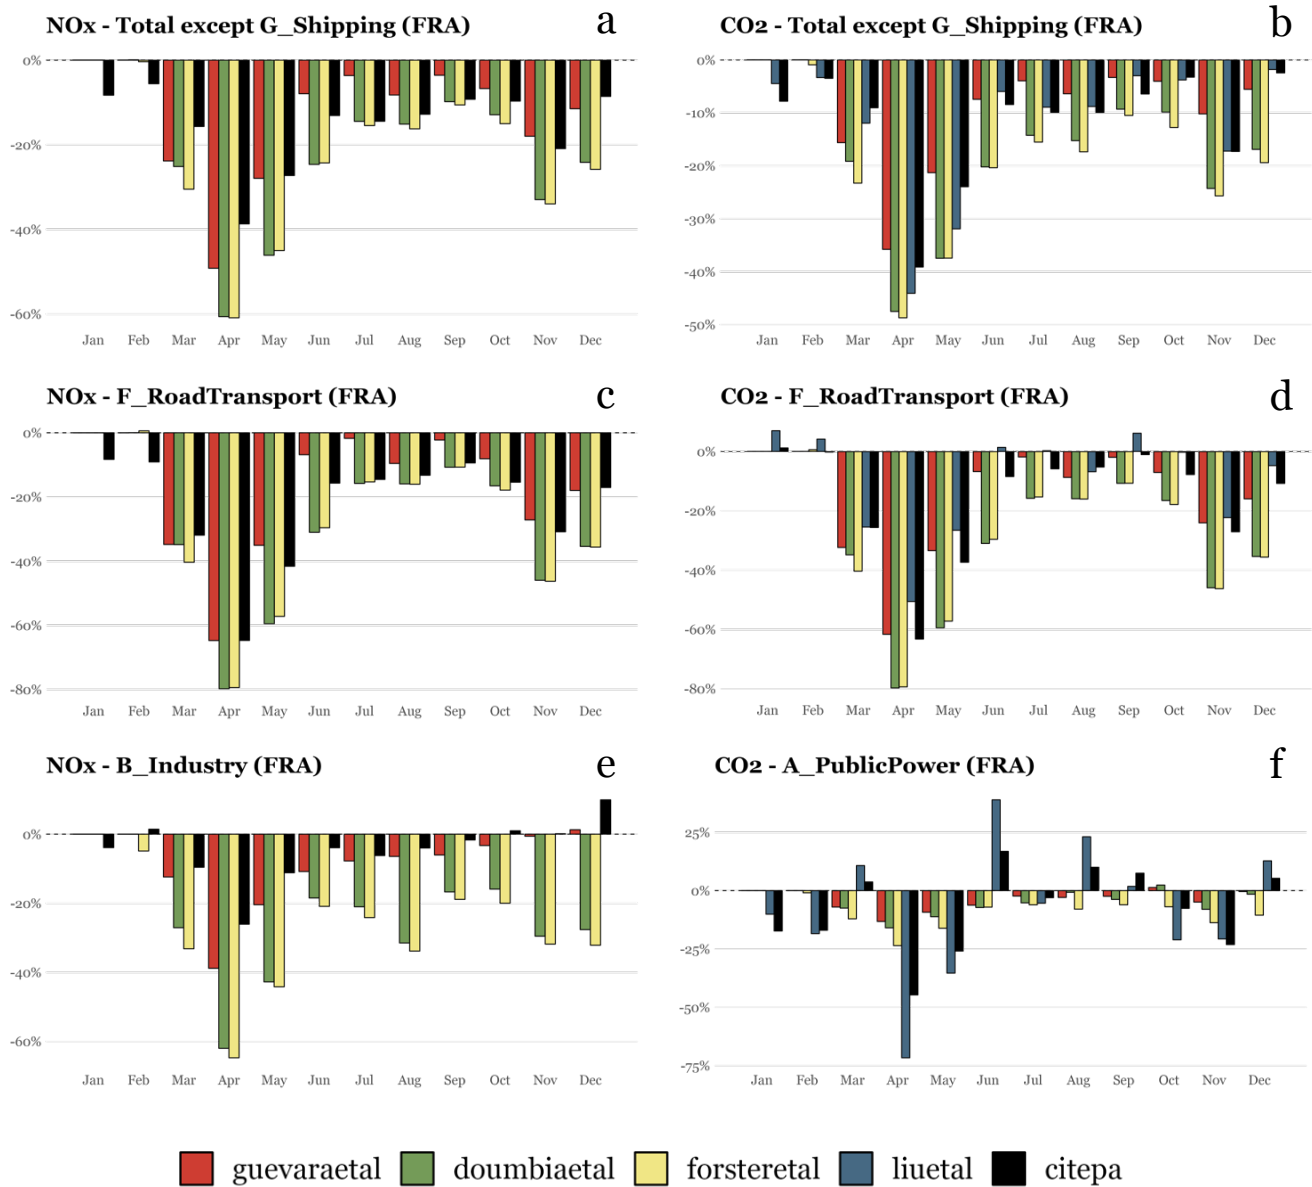 NOx - Total except G_Shipping (FRA)
a
0%
-20%
-40%
-60%
Jan Feb Mar Apr May Jun Jul Aug Sep Oct Nov Dec
CO2 - Total except G_Shipping (FRA)
b
0%
-10%
-20%
-30%
-40%
-50%
Jan Feb Mar Apr May Jun Jul Aug Sep Oct Nov Dec
NOx - F_RoadTransport (FRA)
c
0%
-20%
-40%
-60%
-80%
Jan Feb Mar Apr May Jun Jul Aug Sep Oct Nov Dec
CO2 - F_RoadTransport (FRA)
d
0%
-20%
-40%
-60%
-80%
Jan Feb Mar Apr May Jun Jul Aug Sep Oct Nov Dec
NOx - B_Industry (FRA)
e
0%
-20%
-40%
-60%
Jan Feb Mar Apr May Jun Jul Aug Sep Oct Nov Dec
CO2 - A_PublicPower (FRA)
f
25%
0%
-25%
-50%
-75%
Jan Feb Mar Apr May Jun Jul Aug Sep Oct Nov Dec
guevaraetal doumbiaetal forsteretal liuetal citepa